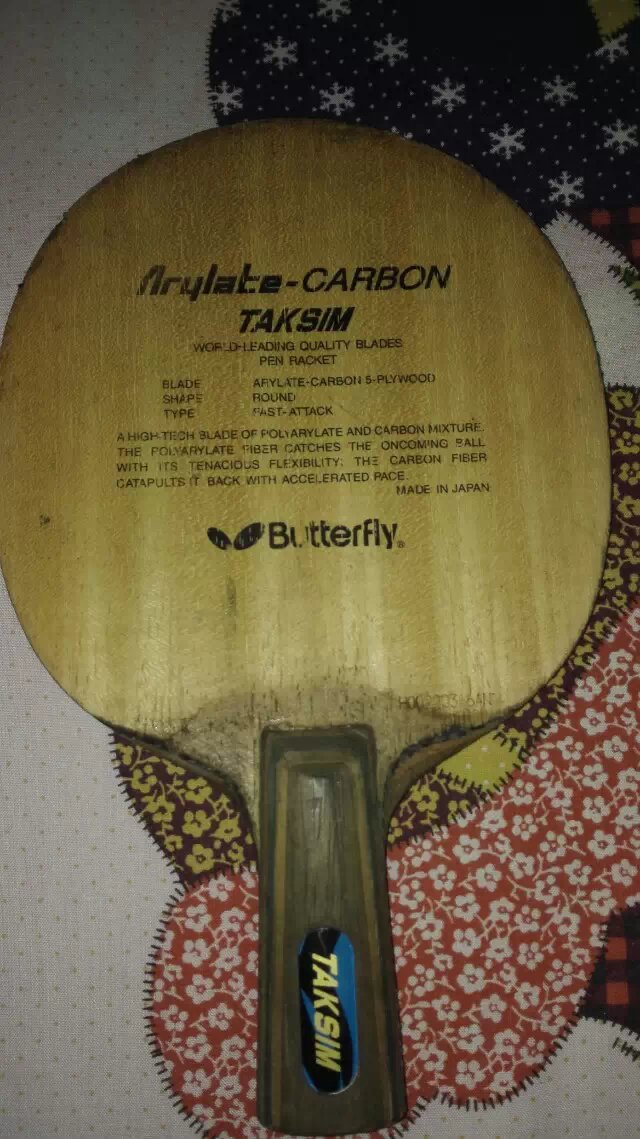 Arylate-CARBON
TAKSIM
WORLD-LEADING QUALITY BLADES
PEN RACKET
BLADE ARYLATE-CARBON 5-PLYWOOD
SHAPE ROUND
TYPE FAST-ATTACK
A HIGH-TECH BLADE OF POLYARYLATE AND CARBON MIXTURE.
THE POLYARYLATE FIBER CATCHES THE ONCOMING BALL
WITH ITS TENACIOUS FLEXIBILITY; THE CARBON FIBER
CATAPULTS IT BACK WITH ACCELERATED PACE.
MADE IN JAPAN
Butterfly®
TAKSIM